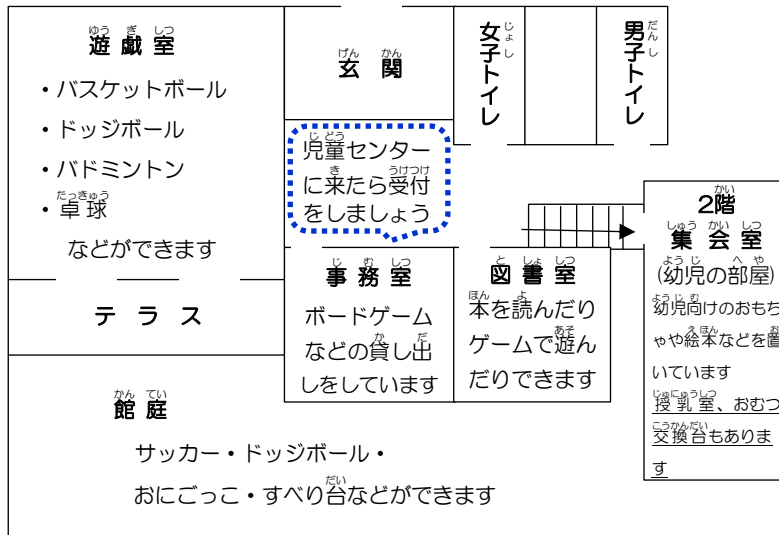 遊戯室
・バスケットボール
・ドッジボール
・バドミントン
・卓球
などができます
玄関
女子トイレ
男子トイレ
児童センター
に来たら受付
をしましょう
事務室
ボードゲーム
などの貸し出
しをしています
図書室
本を読んだり
ゲームで遊ん
だりできます
2階
集会室
(幼児の部屋)
幼児向けのおもち
ゃや絵本などを置
いています
授乳室、おむつ
交換台もありま
す
テラス
館庭
サッカー・ドッジボール・
おにごっこ・すべり台などができます